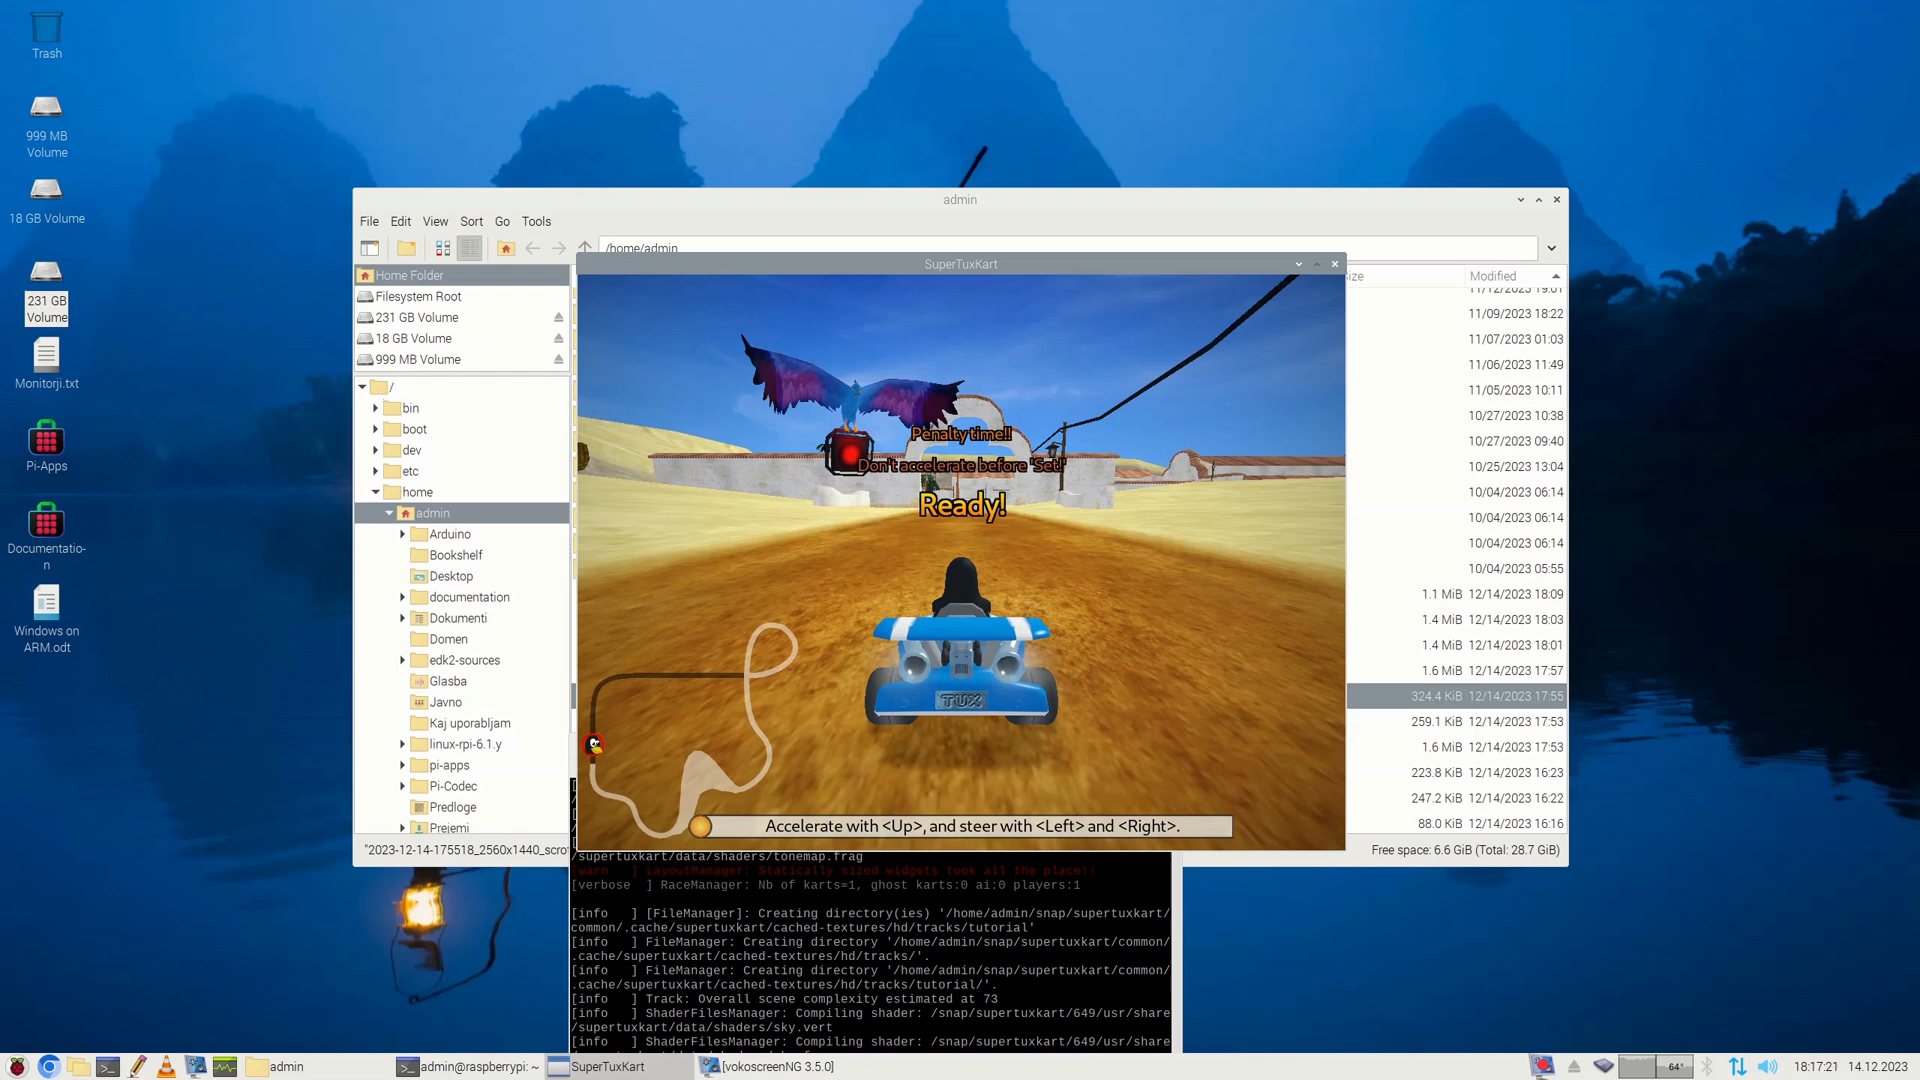 Trash
999 MB
Volume
18 GB Volume
231 GB
Volume
Monitorji.txt
Pi-Apps
Documentatio-
n
Windows on
ARM.odt
admin
File Edit View Sort Go Tools
/home/admin
Home Folder
Filesystem Root
231 GB Volume
18 GB Volume
999 MB Volume
/
bin
boot
dev
etc
home
admin
Arduino
Bookshelf
Desktop
documentation
Dokumenti
Domen
edk2-sources
Glasba
Javno
Kaj uporabljam
linux-rpi-6.1.y
pi-apps
Pi-Codec
Predloge
Prejemi
Modified
11/12/2023 19:01
11/09/2023 18:22
11/07/2023 01:03
11/06/2023 11:49
11/05/2023 10:11
10/27/2023 10:38
10/27/2023 09:40
10/25/2023 13:04
10/04/2023 06:14
10/04/2023 06:14
10/04/2023 06:14
10/04/2023 05:55
1.1 MiB 12/14/2023 18:09
1.4 MiB 12/14/2023 18:03
1.4 MiB 12/14/2023 18:01
1.6 MiB 12/14/2023 17:57
324.4 KiB 12/14/2023 17:55
259.1 KiB 12/14/2023 17:53
1.6 MiB 12/14/2023 17:53
223.8 KiB 12/14/2023 16:23
247.2 KiB 12/14/2023 16:22
88.0 KiB 12/14/2023 16:16
"2023-12-14-175518_2560x1440_scro
Free space: 6.6 GiB (Total: 28.7 GiB)
SuperTuxKart
Penalty time!!
Don't accelerate before 'Set!'
Ready!
TUX
Accelerate with <Up>, and steer with <Left> and <Right>.
/supertuxkart/data/shaders/tonemap.frag
[warn   ] LayoutManager: Statically sized widgets took all the place!!
[verbose  ] RaceManager: Nb of karts=1, ghost karts:0 ai:0 players:1
[info   ] [FileManager]: Creating directory(ies) '/home/admin/snap/supertuxkart/
common/.cache/supertuxkart/cached-textures/hd/tracks/tutorial'
[info   ] FileManager: Creating directory '/home/admin/snap/supertuxkart/common/
.cache/supertuxkart/cached-textures/hd/tracks/'.
[info   ] FileManager: Creating directory '/home/admin/snap/supertuxkart/common/
.cache/supertuxkart/cached-textures/hd/tracks/tutorial/'.
[info   ] Track: Overall scene complexity estimated at 73
[info   ] ShaderFilesManager: Compiling shader: /snap/supertuxkart/649/usr/share
/supertuxkart/data/shaders/sky.vert
[info   ] ShaderFilesManager: Compiling shader: /snap/supertuxkart/649/usr/share
admin
admin@raspberrypi: ~
SuperTuxKart
[vokoscreenNG 3.5.0]
64°
18:17:21 14.12.2023